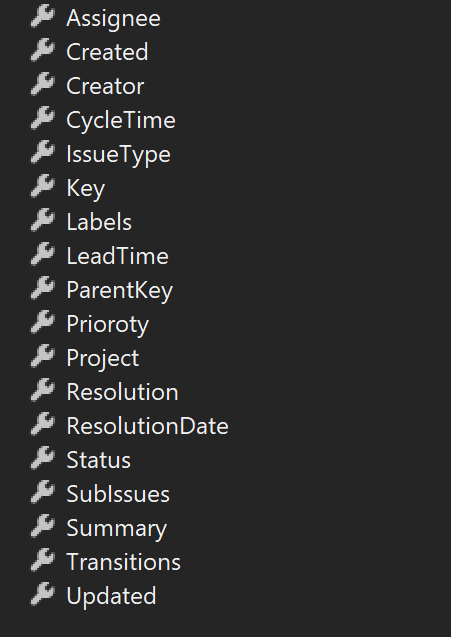 Assignee
Created
Creator
CycleTime
IssueType
Key
Labels
LeadTime
ParentKey
Prioroty
Project
Resolution
ResolutionDate
Status
SubIssues
Summary
Transitions
Updated